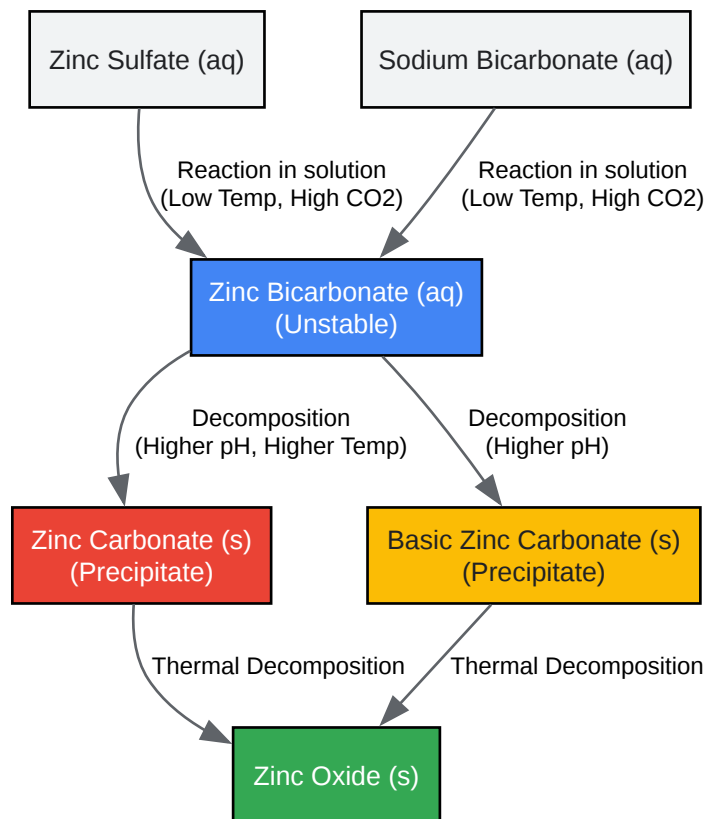 Zinc Sulfate (aq)
Sodium Bicarbonate (aq)
Reaction in solution
(Low Temp, High CO2)
Reaction in solution
(Low Temp, High CO2)
Zinc Bicarbonate (aq)
(Unstable)
Decomposition
(Higher pH, Higher Temp)
Decomposition
(Higher pH)
Zinc Carbonate (s)
(Precipitate)
Basic Zinc Carbonate (s)
(Precipitate)
Thermal Decomposition
Thermal Decomposition
Zinc Oxide (s)